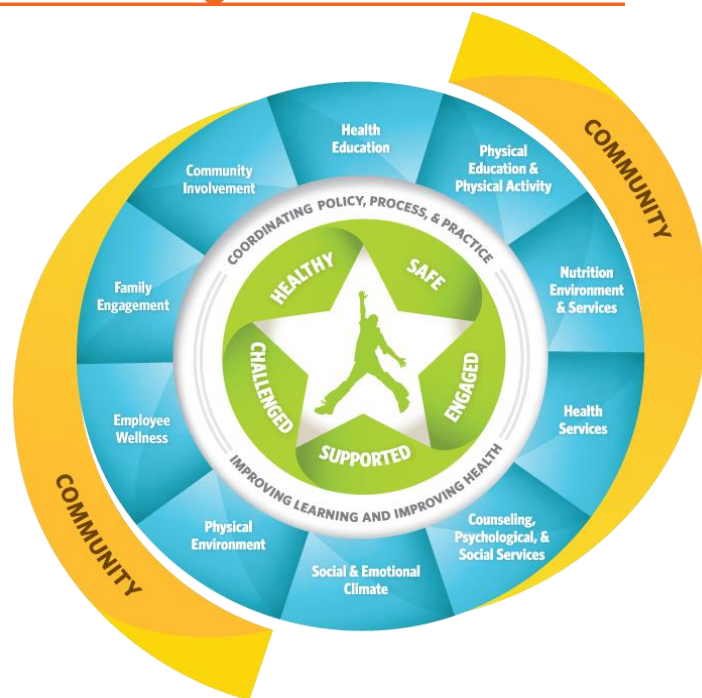 COMMUNITY
Health
Education
Physical
Education &
Physical Activity
Nutrition
Environment
& Services
Health
Services
Counseling,
Psychological, &
Social Services
Social & Emotional
Climate
Physical
Environment
Employee
Wellness
Family
Engagement
Community
Involvement
COORDINATING POLICY, PROCESS, & PRACTICE
IMPROVING LEARNING AND IMPROVING HEALTH
HEALTHY
SAFE
ENGAGED
SUPPORTED
CHALLENGED
COMMUNITY